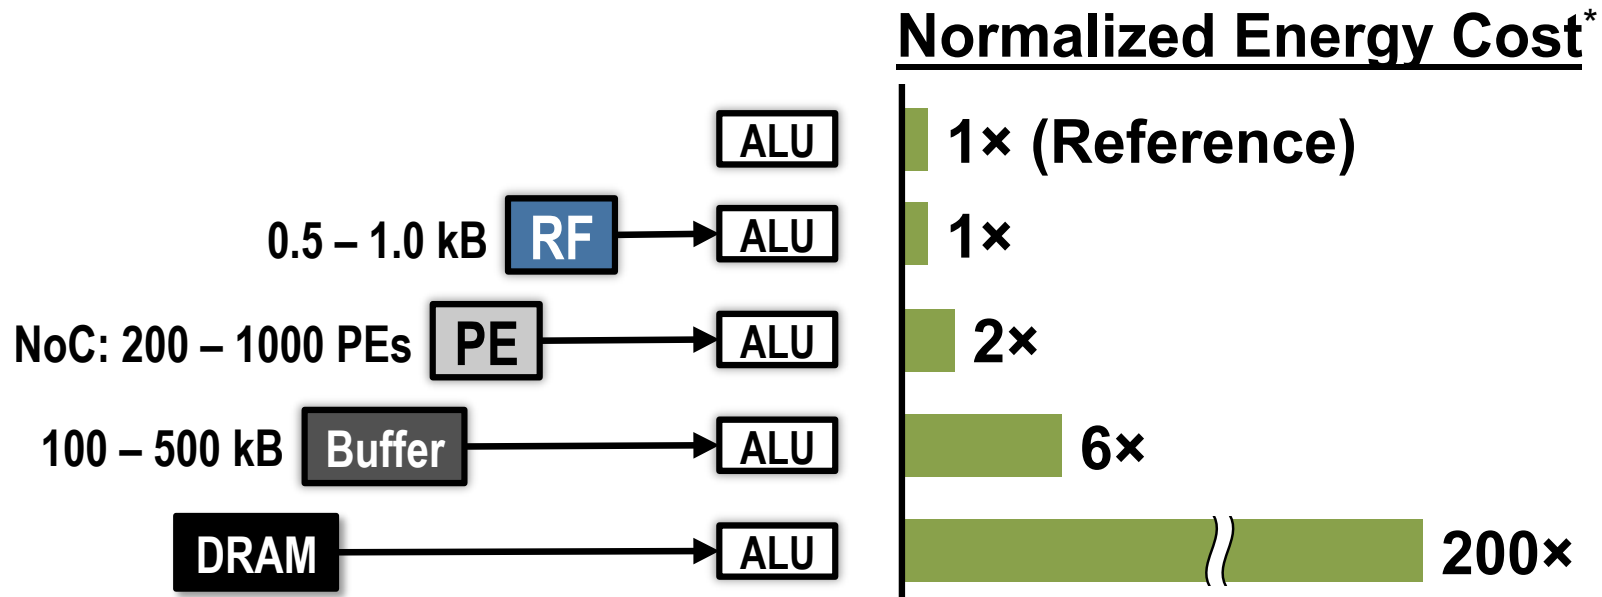 Normalized Energy Cost*
ALU 1× (Reference)
0.5 – 1.0 kB RF ALU 1×
NoC: 200 – 1000 PEs PE ALU 2×
100 – 500 kB Buffer ALU 6×
DRAM ALU 200×